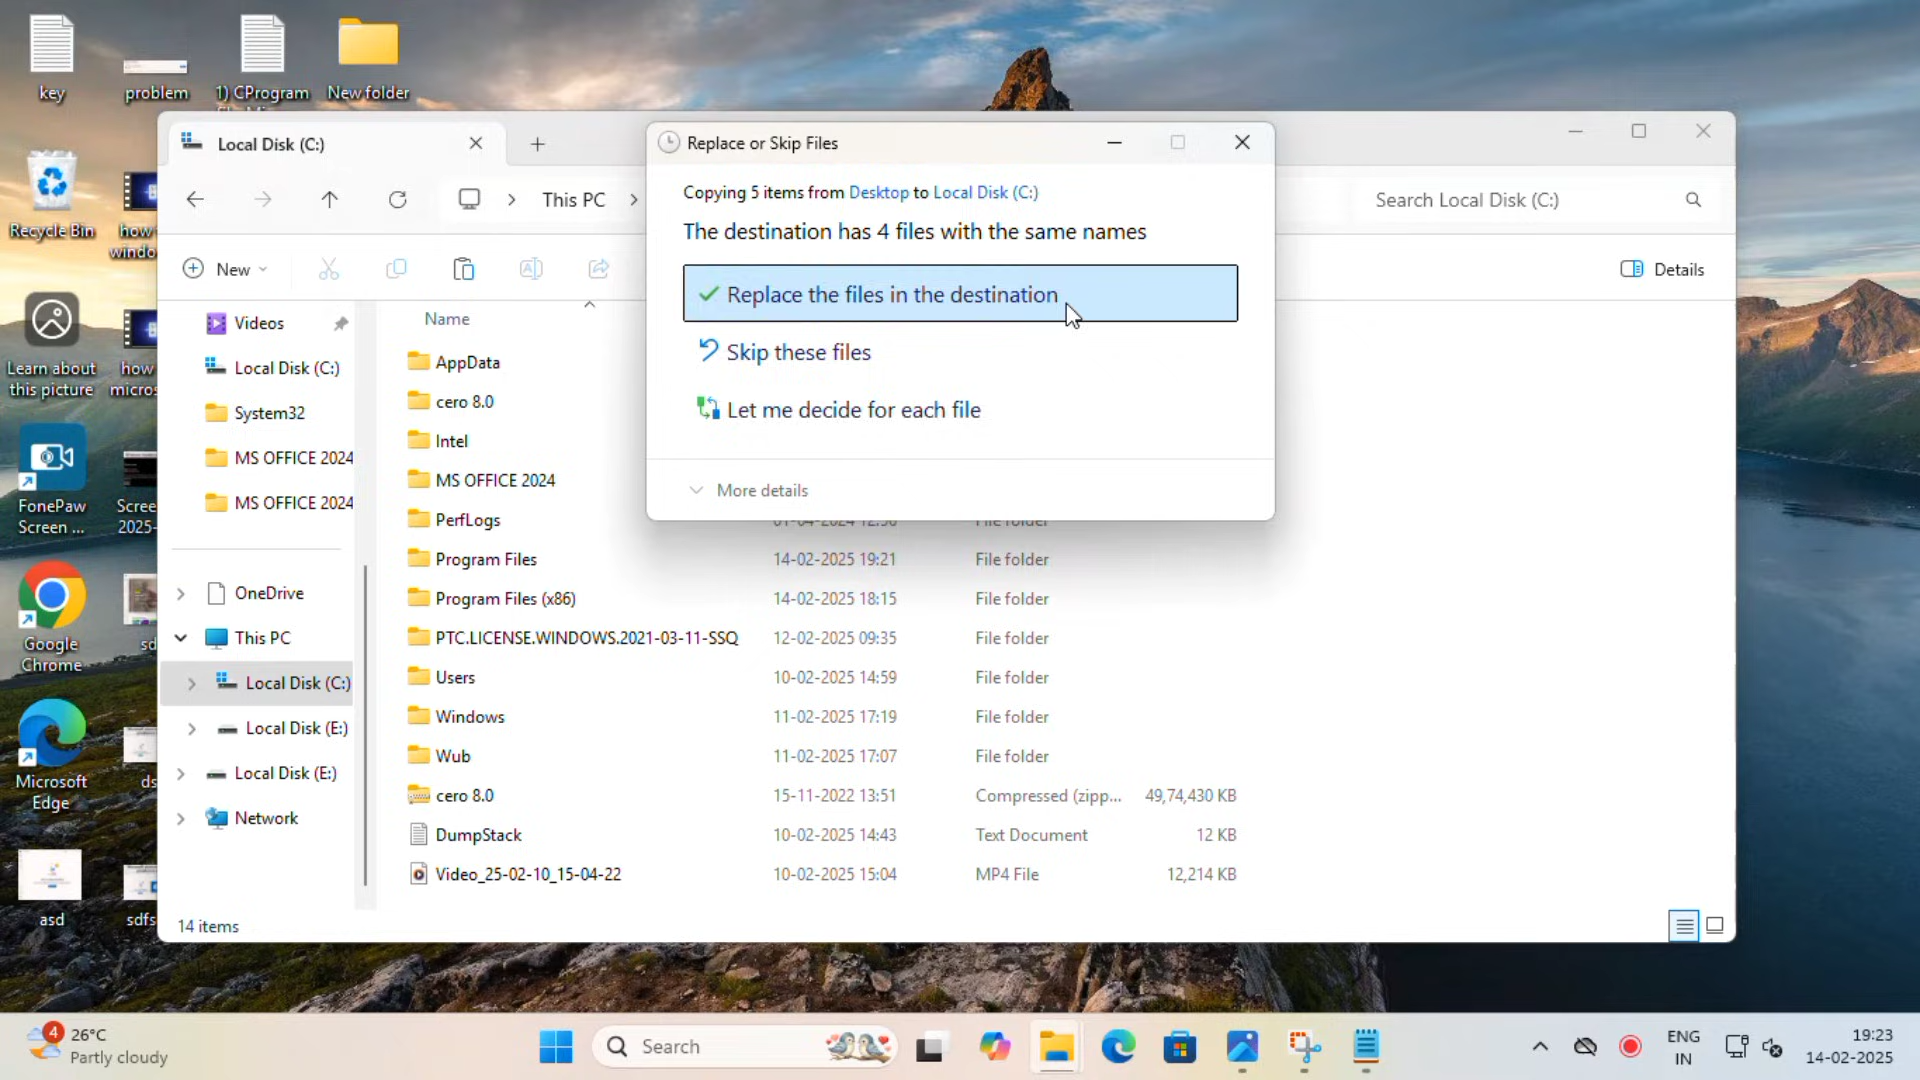 key
problem
1) CProgram
New folder
Recycle Bin
how
windo
Learn about
this picture
how
micros
FonePaw
Screen ...
Scree
2025-
Google
Chrome
sd
Microsoft
Edge
ds
asd
sdfs
Local Disk (C:)
This PC
Search Local Disk (C:)
New
Details
Videos
Local Disk (C:)
System32
MS OFFICE 2024
MS OFFICE 2024
OneDrive
This PC
Local Disk (C:)
Local Disk (E:)
Local Disk (E:)
Network
Name
AppData
cero 8.0
Intel
MS OFFICE 2024
PerfLogs
Program Files 14-02-2025 19:21 File folder
Program Files (x86) 14-02-2025 18:15 File folder
PTC.LICENSE.WINDOWS.2021-03-11-SSQ 12-02-2025 09:35 File folder
Users 10-02-2025 14:59 File folder
Windows 11-02-2025 17:19 File folder
Wub 11-02-2025 17:07 File folder
cero 8.0 15-11-2022 13:51 Compressed (zipp... 49,74,430 KB
DumpStack 10-02-2025 14:43 Text Document 12 KB
Video_25-02-10_15-04-22 10-02-2025 15:04 MP4 File 12,214 KB
14 items
Replace or Skip Files
Copying 5 items from Desktop to Local Disk (C:)
The destination has 4 files with the same names
Replace the files in the destination
Skip these files
Let me decide for each file
More details
4
26°C
Partly cloudy
Search
ENG
IN
19:23
14-02-2025